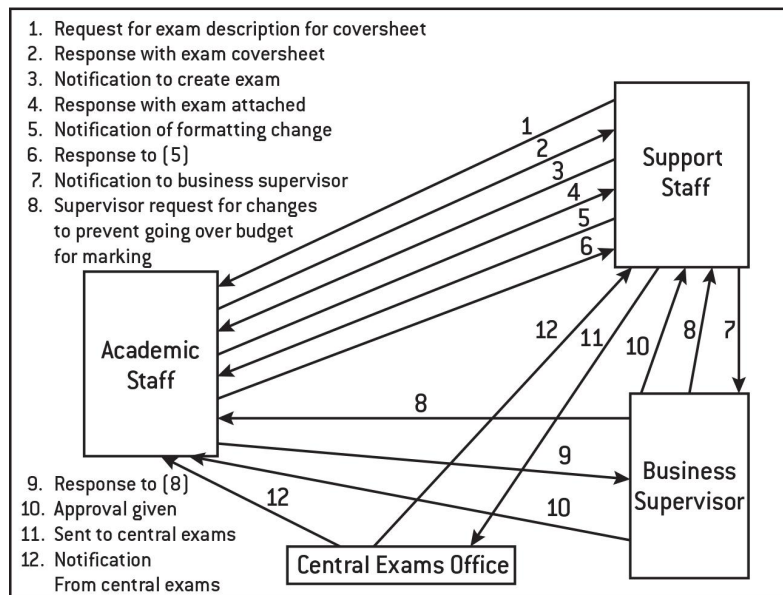 1. Request for exam description for coversheet
2. Response with exam coversheet
3. Notification to create exam
4. Response with exam attached
5. Notification of formatting change
6. Response to (5)
7. Notification to business supervisor
8. Supervisor request for changes
to prevent going over budget
for marking
1
2
3
4
5
6
Support
Staff
Academic
Staff
12
11
10
8
7
8
9
10
12
Business
Supervisor
9. Response to (8)
10. Approval given
11. Sent to central exams
12. Notification
From central exams
Central Exams Office